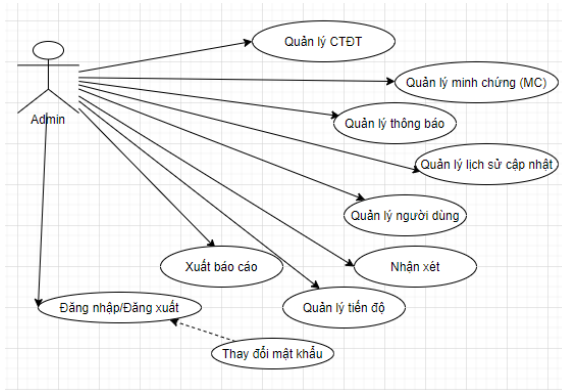 Quản lý CTĐT
Quản lý minh chứng (MC)
Admin
Quản lý thông báo
Quản lý lịch sử cập nhật
Quản lý người dùng
Xuất báo cáo
Nhận xét
Đăng nhập/Đăng xuất
Quản lý tiến độ
Thay đổi mật khẩu